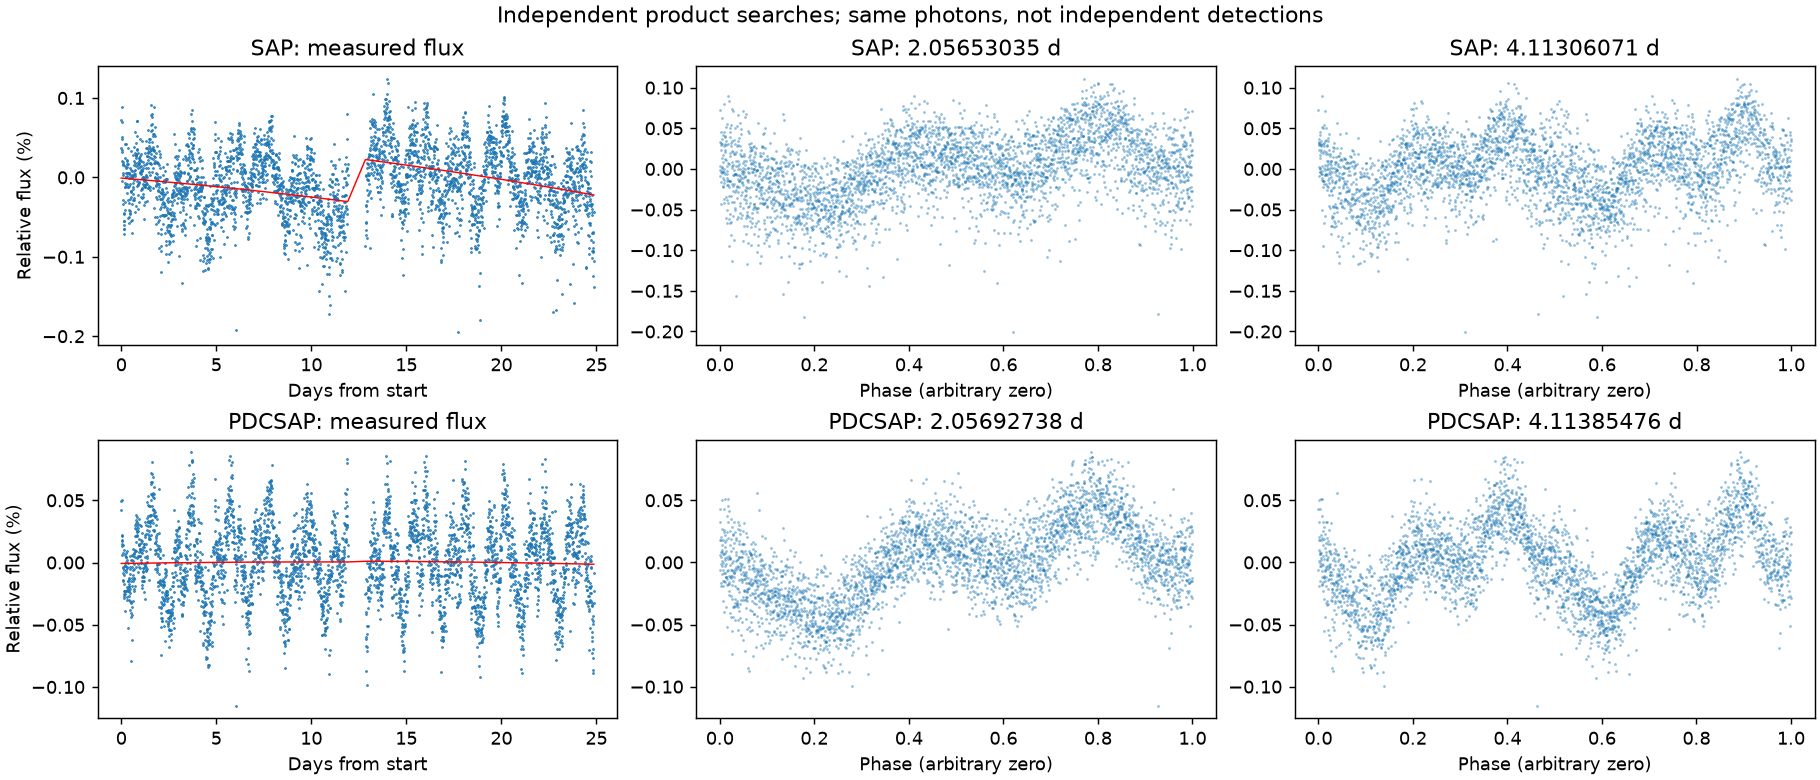 Independent product searches; same photons, not independent detections
SAP: measured flux
SAP: 2.05653035 d
SAP: 4.11306071 d
Relative flux (%)
0.1
0.0
−0.1
−0.2
0.10
0.05
0.00
−0.05
−0.10
−0.15
−0.20
0.10
0.05
0.00
−0.05
−0.10
−0.15
−0.20
0 5 10 15 20 25
0.0 0.2 0.4 0.6 0.8 1.0
0.0 0.2 0.4 0.6 0.8 1.0
Days from start
Phase (arbitrary zero)
Phase (arbitrary zero)
PDCSAP: measured flux
PDCSAP: 2.05692738 d
PDCSAP: 4.11385476 d
Relative flux (%)
0.05
0.00
−0.05
−0.10
0.05
0.00
−0.05
−0.10
0.05
0.00
−0.05
−0.10
0 5 10 15 20 25
0.0 0.2 0.4 0.6 0.8 1.0
0.0 0.2 0.4 0.6 0.8 1.0
Days from start
Phase (arbitrary zero)
Phase (arbitrary zero)